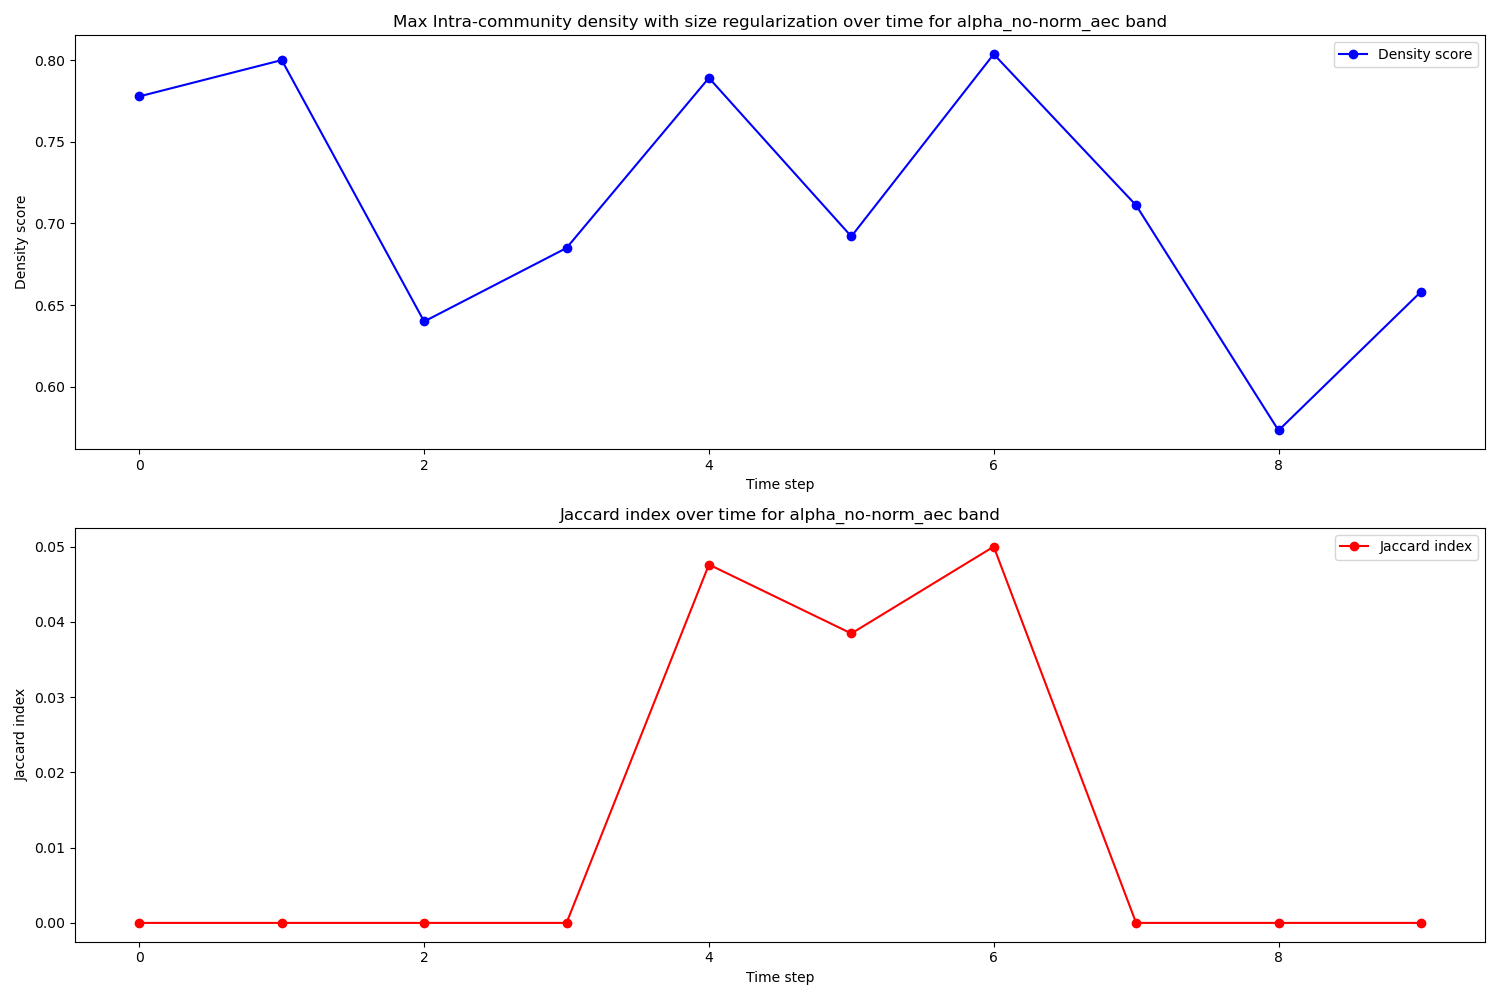 Max Intra-community density with size regularization over time for alpha_no-norm_aec band
Density score
0.80
0.75
0.70
0.65
0.60
Density score
0 2 4 6 8
Time step
Jaccard index over time for alpha_no-norm_aec band
Jaccard index
0.05
0.04
0.03
0.02
0.01
0.00
Jaccard index
0 2 4 6 8
Time step